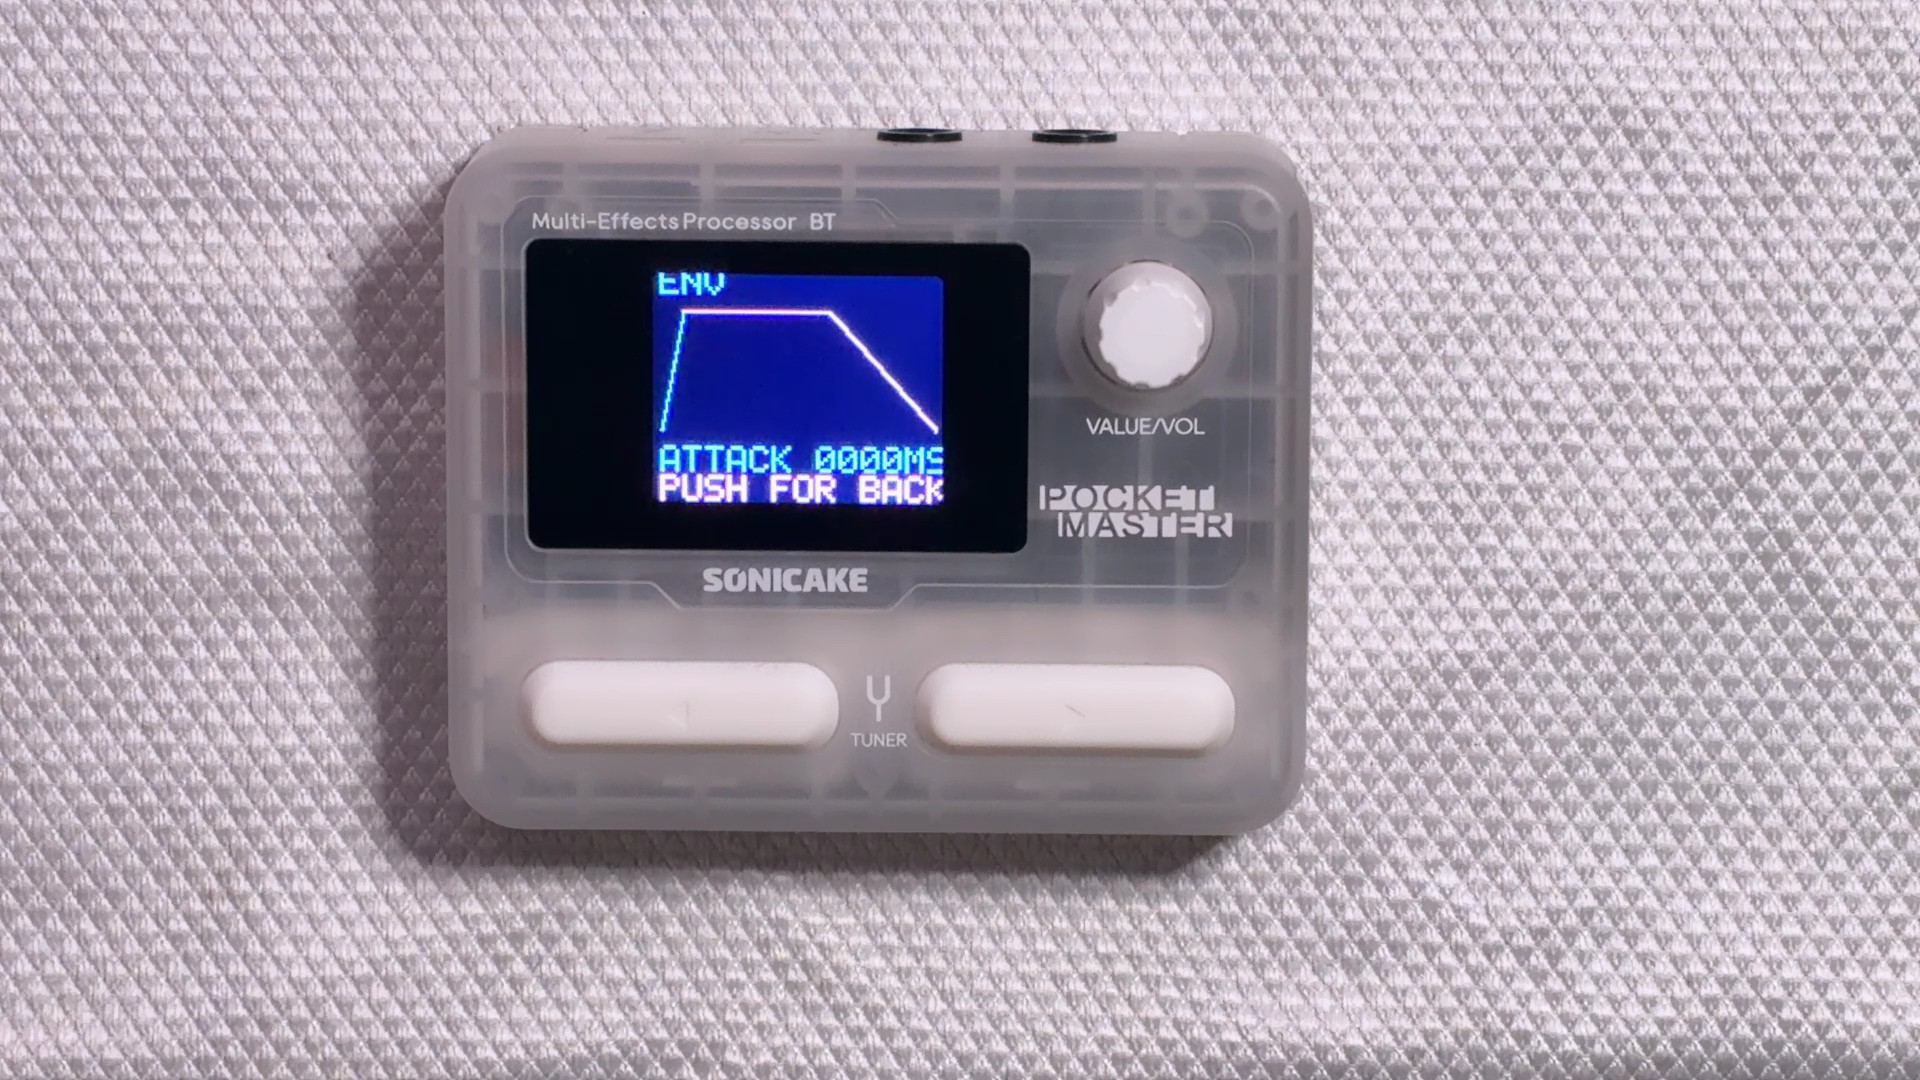 Multi-Effects Processor BT
ENV
ATTACK 0000MS
PUSH FOR BACK
VALUE/VOL
POCKET
MASTER
SONICAKE
TUNER